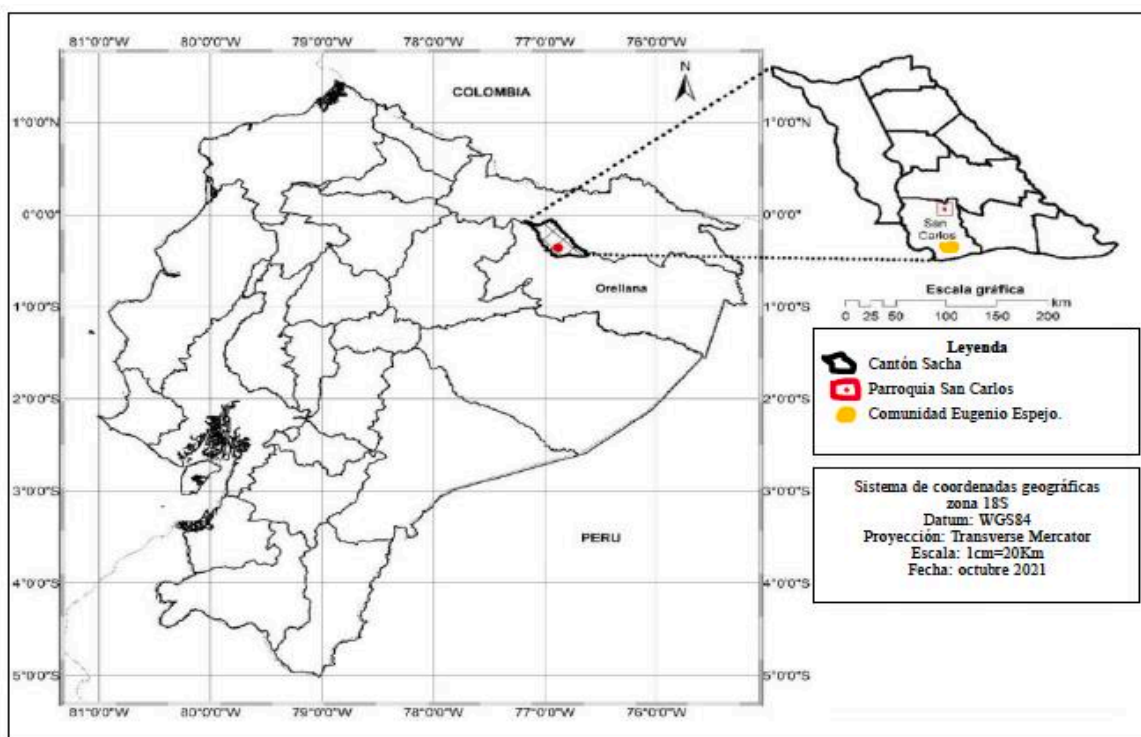 81°0'0"W 80°0'0"W 79°0'0"W 78°0'0"W 77°0'0"W 76°0'0"W
N
COLOMBIA
1°0'0"N 1°0'0"N
0°0'0" 0°0'0"
Orellana
1°0'0"S 1°0'0"S
2°0'0"S 2°0'0"S
3°0'0"S 3°0'0"S
PERU
4°0'0"S 4°0'0"S
5°0'0"S 5°0'0"S
81°0'0"W 80°0'0"W 79°0'0"W 78°0'0"W 77°0'0"W 76°0'0"W
San
Carlos
Escala gráfica
km
0 25 50 100 150 200
Leyenda
Cantón Sacha
Parroquia San Carlos
Comunidad Eugenio Espejo.
Sistema de coordenadas geográficas
zona 18S
Datum: WGS84
Proyección: Transverse Mercator
Escala: 1cm=20Km
Fecha: octubre 2021